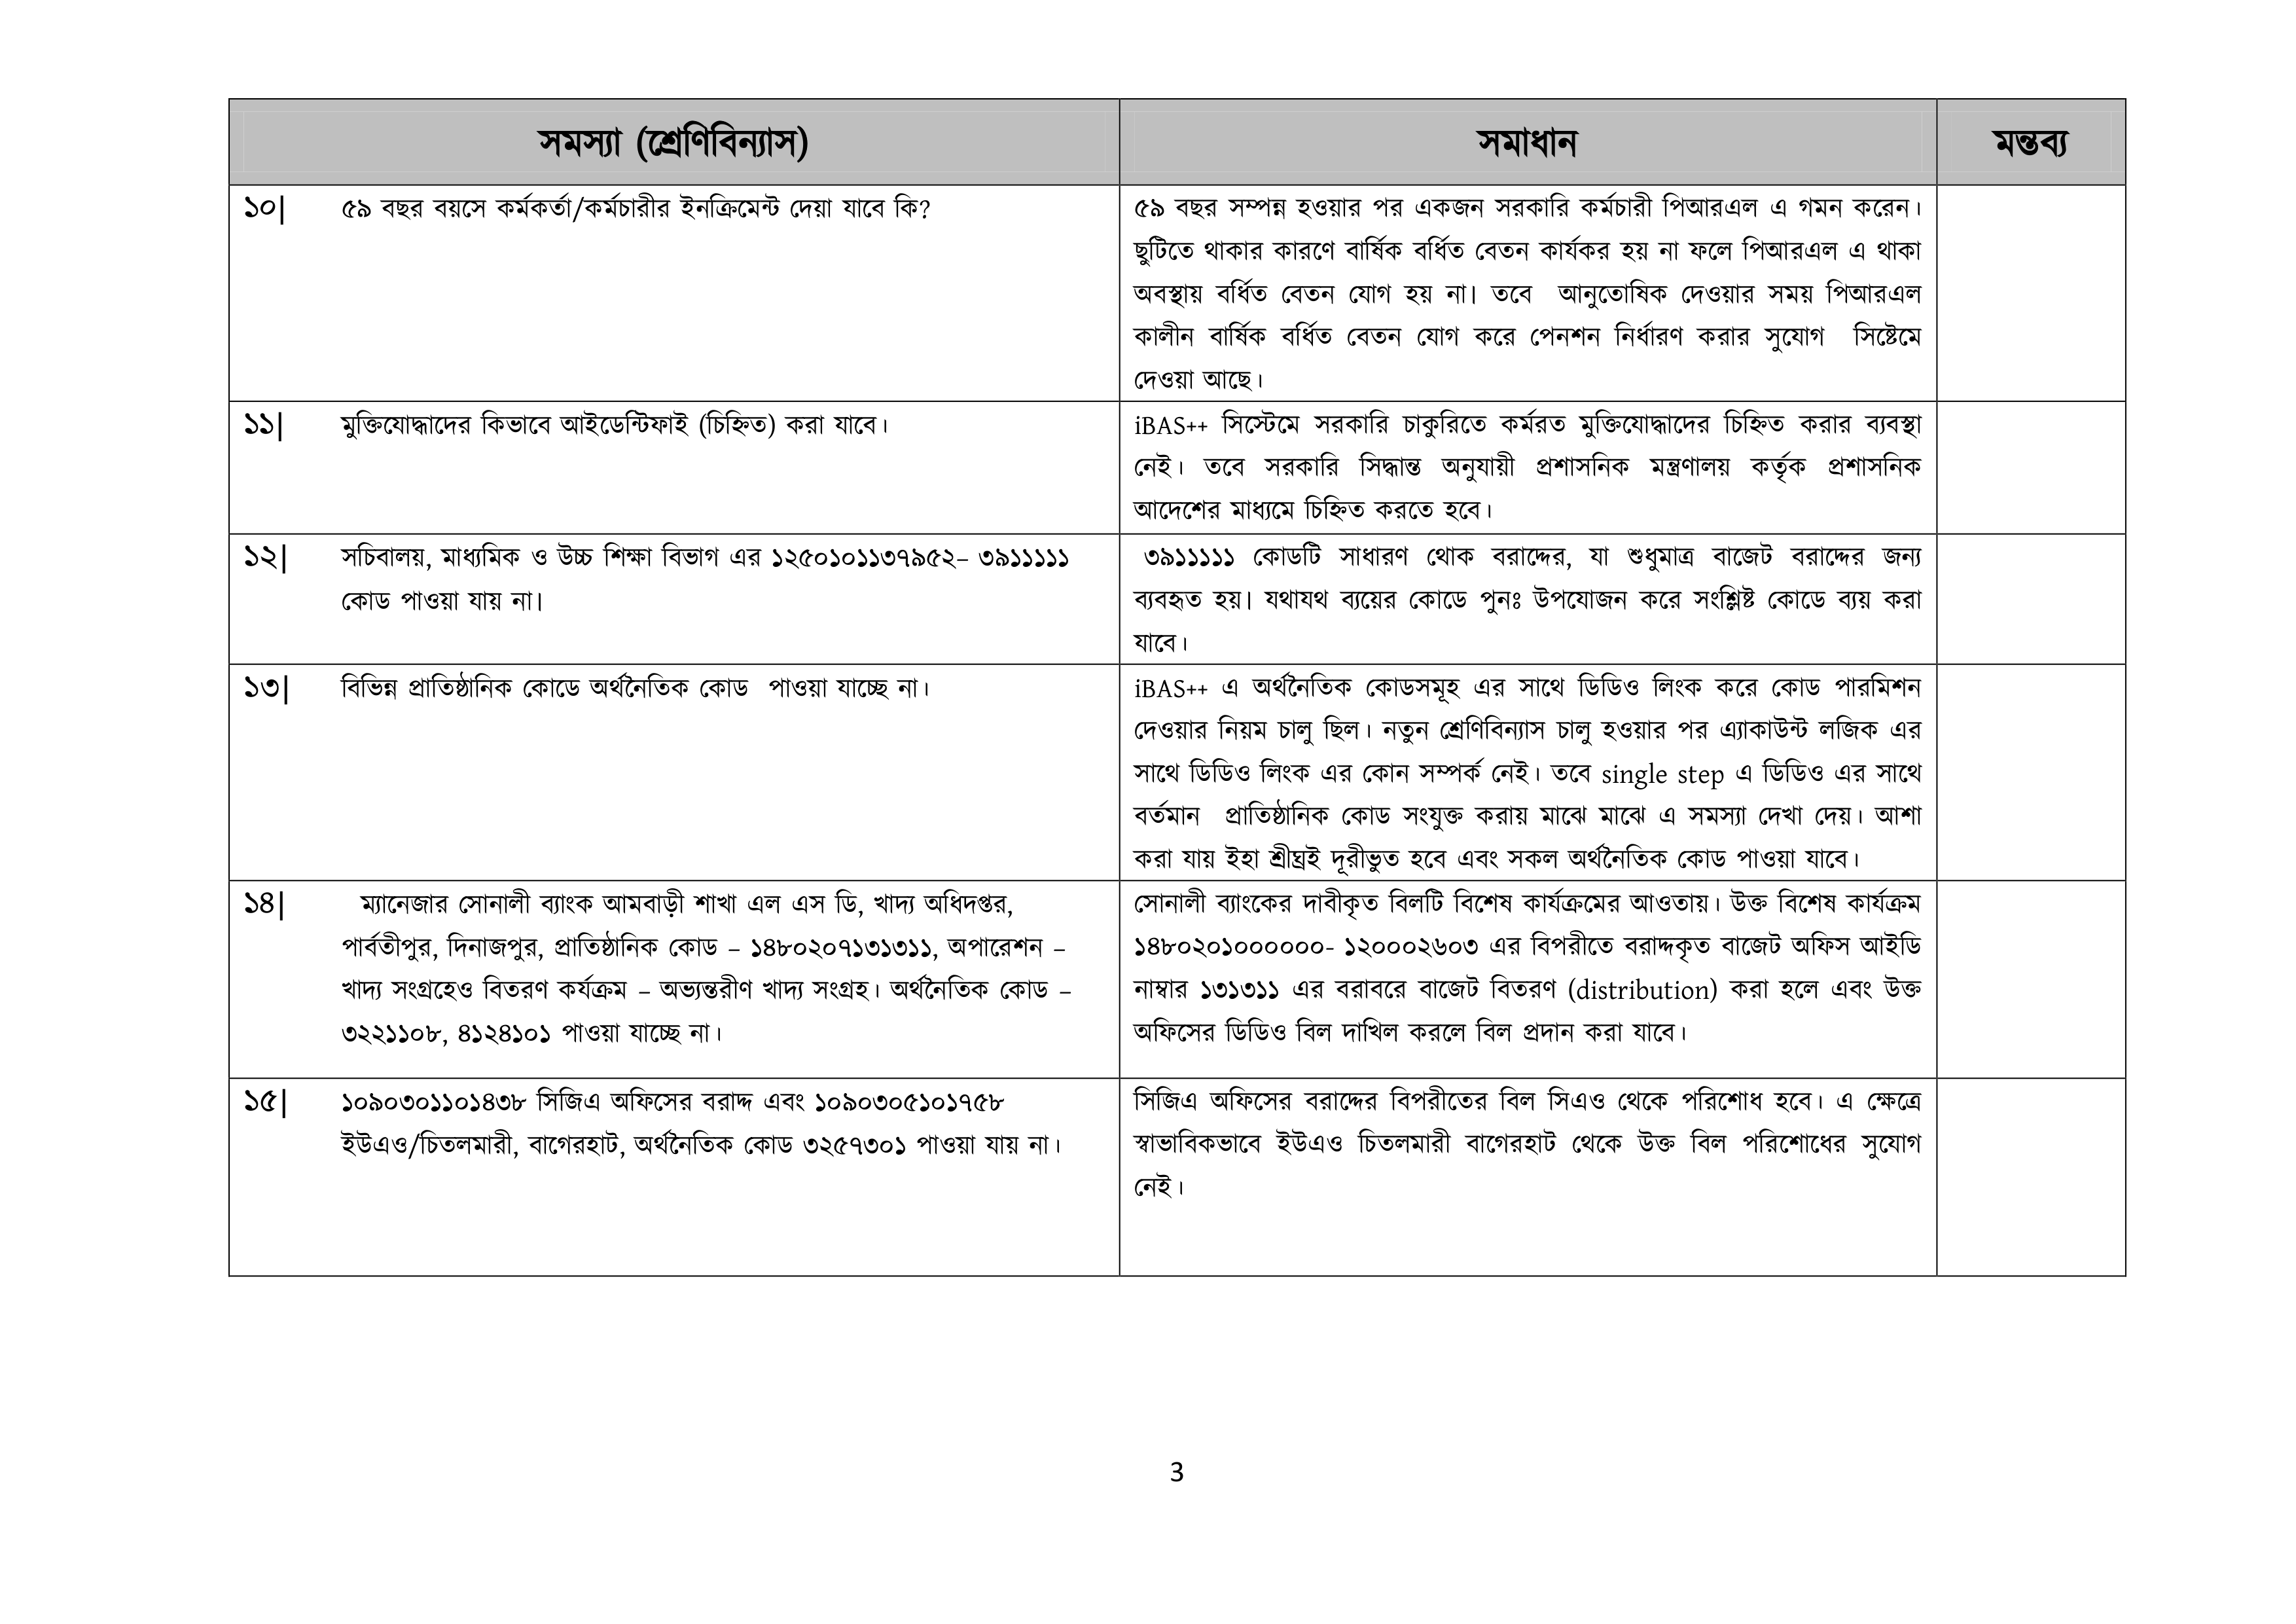 সমস্যা (শ্রেণিবিন্যাস) সমাধান মন্তব্য
১০| ৫৯ বছর বয়সে কর্মকর্তা/কর্মচারীর ইনক্রিমেন্ট দেয়া যাবে কি?
৫৯ বছর সম্পন্ন হওয়ার পর একজন সরকারি কর্মচারী পিআরএল এ গমন করেন।
ছুটিতে থাকার কারণে বার্ষিক বর্ধিত বেতন কার্যকর হয় না ফলে পিআরএল এ থাকা
অবস্থায় বর্ধিত বেতন যোগ হয় না। তবে আনুতোষিক দেওয়ার সময় পিআরএল
কালীন বার্ষিক বর্ধিত বেতন যোগ করে পেনশন নির্ধারণ করার সুযোগ সিষ্টেমে
দেওয়া আছে।
১১| মুক্তিযোদ্ধাদের কিভাবে আইডেন্টিফাই (চিহ্নিত) করা যাবে।
iBAS++ সিস্টেমে সরকারি চাকুরিতে কর্মরত মুক্তিযোদ্ধাদের চিহ্নিত করার ব্যবস্থা
নেই। তবে সরকারি সিদ্ধান্ত অনুযায়ী প্রশাসনিক মন্ত্রণালয় কর্তৃক প্রশাসনিক
আদেশের মাধ্যমে চিহ্নিত করতে হবে।
১২| সচিবালয়, মাধ্যমিক ও উচ্চ শিক্ষা বিভাগ এর ১২৫০১০১১৩৭৯৫২– ৩৯১১১১১
কোড পাওয়া যায় না।
৩৯১১১১১ কোডটি সাধারণ থোক বরাদ্দের, যা শুধুমাত্র বাজেট বরাদ্দের জন্য
ব্যবহৃত হয়। যথাযথ ব্যয়ের কোডে পুনঃ উপযোজন করে সংশ্লিষ্ট কোডে ব্যয় করা
যাবে।
১৩| বিভিন্ন প্রাতিষ্ঠানিক কোডে অর্থনৈতিক কোড পাওয়া যাচ্ছে না।
iBAS++ এ অর্থনৈতিক কোডসমূহ এর সাথে ডিডিও লিংক করে কোড পারমিশন
দেওয়ার নিয়ম চালু ছিল। নতুন শ্রেণিবিন্যাস চালু হওয়ার পর এ্যাকাউন্ট লজিক এর
সাথে ডিডিও লিংক এর কোন সম্পর্ক নেই। তবে single step এ ডিডিও এর সাথে
বর্তমান প্রাতিষ্ঠানিক কোড সংযুক্ত করায় মাঝে মাঝে এ সমস্যা দেখা দেয়। আশা
করা যায় ইহা শ্রীঘ্রই দূরীভুত হবে এবং সকল অর্থনৈতিক কোড পাওয়া যাবে।
১৪| ম্যানেজার সোনালী ব্যাংক আমবাড়ী শাখা এল এস ডি, খাদ্য অধিদপ্তর,
পার্বতীপুর, দিনাজপুর, প্রাতিষ্ঠানিক কোড – ১৪৮০২০৭১৩১৩১১, অপারেশন –
খাদ্য সংগ্রহেও বিতরণ কর্যক্রম – অভ্যন্তরীণ খাদ্য সংগ্রহ। অর্থনৈতিক কোড –
৩২২১১০৮, ৪১২৪১০১ পাওয়া যাচ্ছে না।
সোনালী ব্যাংকের দাবীকৃত বিলটি বিশেষ কার্যক্রমের আওতায়। উক্ত বিশেষ কার্যক্রম
১৪৮০২০১০০০০০০- ১২০০০২৬০৩ এর বিপরীতে বরাদ্দকৃত বাজেট অফিস আইডি
নাম্বার ১৩১৩১১ এর বরাবরে বাজেট বিতরণ (distribution) করা হলে এবং উক্ত
অফিসের ডিডিও বিল দাখিল করলে বিল প্রদান করা যাবে।
১৫| ১০৯০৩০১১০১৪৩৮ সিজিএ অফিসের বরাদ্দ এবং ১০৯০৩০৫১০১৭৫৮
ইউএও/চিতলমারী, বাগেরহাট, অর্থনৈতিক কোড ৩২৫৭৩০১ পাওয়া যায় না।
সিজিএ অফিসের বরাদ্দের বিপরীতের বিল সিএও থেকে পরিশোধ হবে। এ ক্ষেত্রে
স্বাভাবিকভাবে ইউএও চিতলমারী বাগেরহাট থেকে উক্ত বিল পরিশোধের সুযোগ
নেই।
3